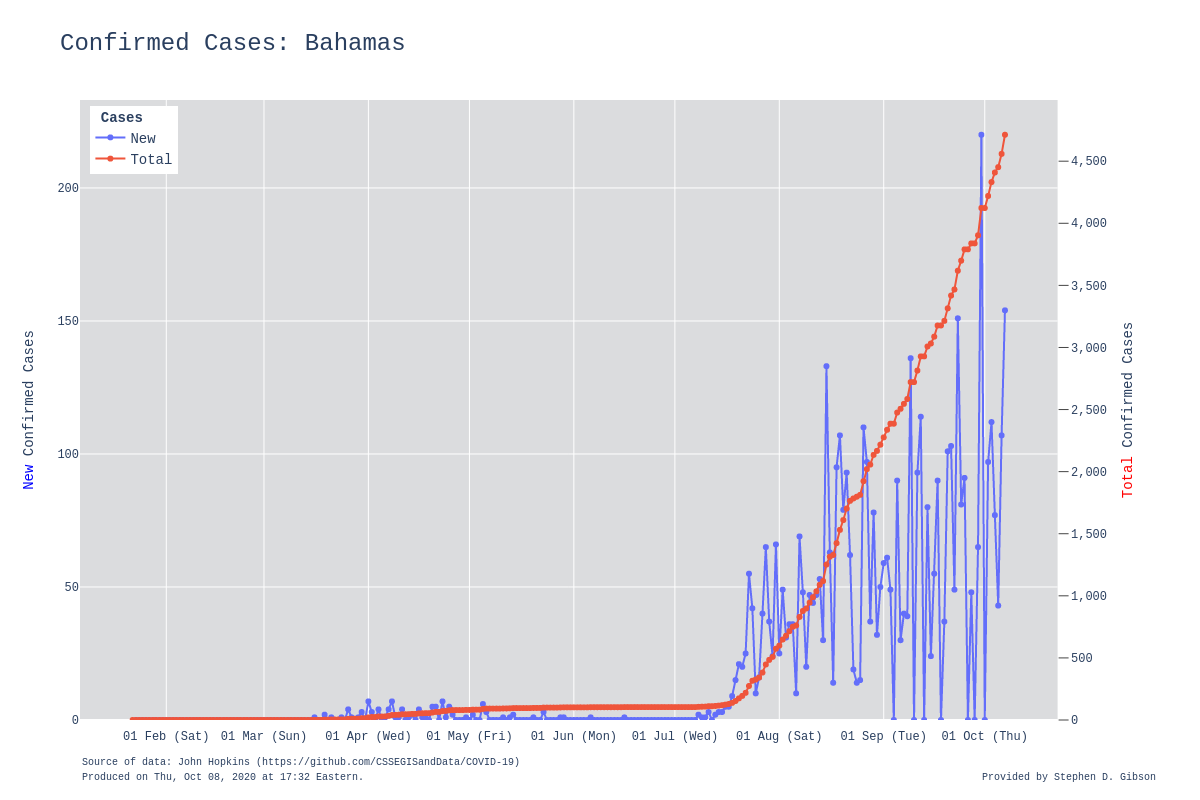 Confirmed Cases: Bahamas
Cases
New
Total
200
150
100
50
0
4,500
4,000
3,500
3,000
2,500
2,000
1,500
1,000
500
0
New Confirmed Cases
Total Confirmed Cases
01 Feb (Sat) 01 Mar (Sun) 01 Apr (Wed) 01 May (Fri) 01 Jun (Mon) 01 Jul (Wed) 01 Aug (Sat) 01 Sep (Tue) 01 Oct (Thu)
Source of data: John Hopkins (https://github.com/CSSEGISandData/COVID-19)
Produced on Thu, Oct 08, 2020 at 17:32 Eastern.
Provided by Stephen D. Gibson